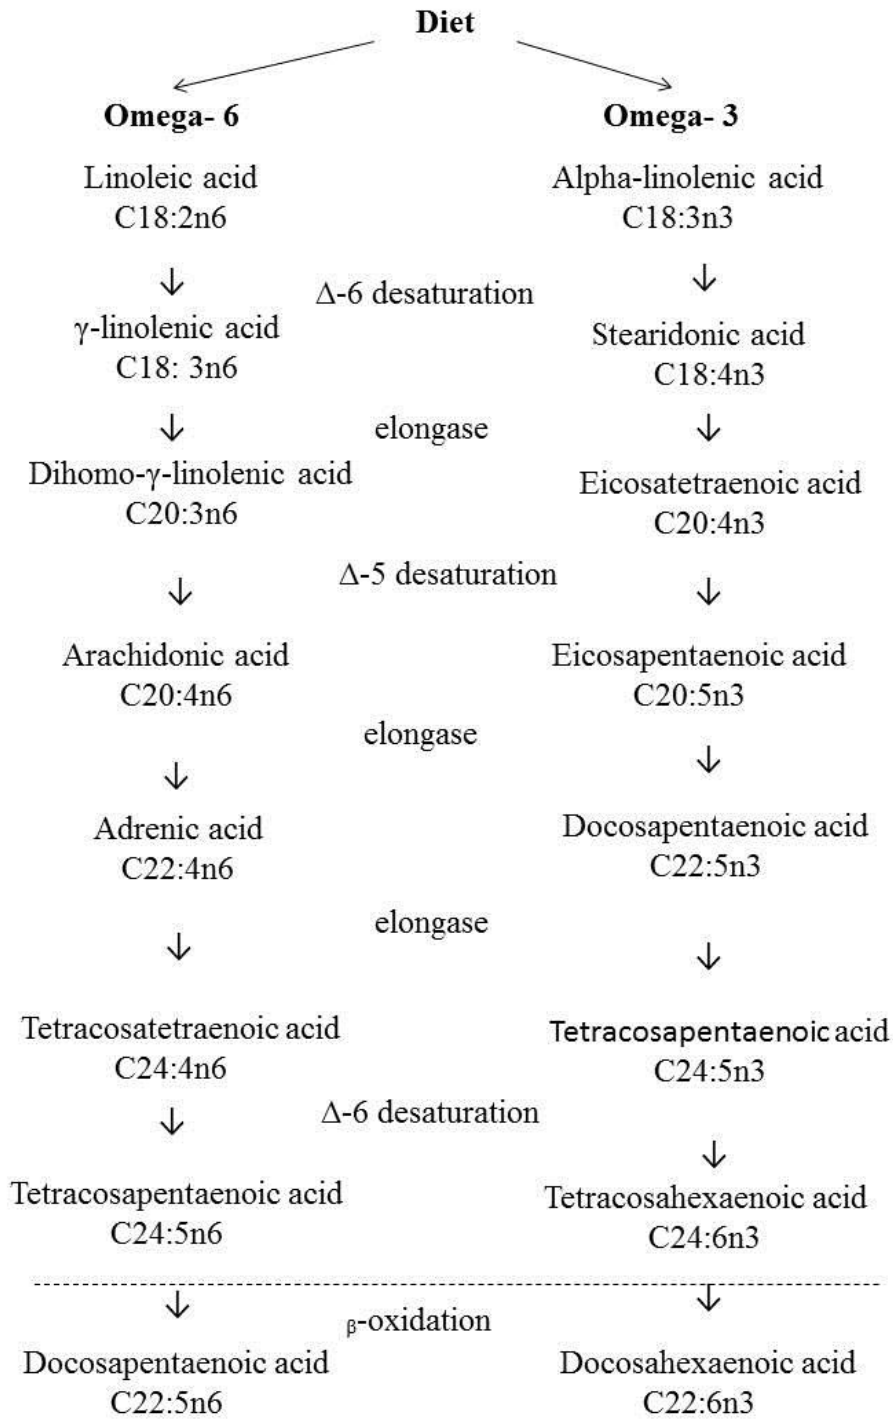 Diet
Omega- 6
Omega- 3
Linoleic acid
C18:2n6
Alpha-linolenic acid
C18:3n3
Δ-6 desaturation
γ-linolenic acid
C18: 3n6
Stearidonic acid
C18:4n3
elongase
Dihomo-γ-linolenic acid
C20:3n6
Eicosatetraenoic acid
C20:4n3
Δ-5 desaturation
Arachidonic acid
C20:4n6
Eicosapentaenoic acid
C20:5n3
elongase
Adrenic acid
C22:4n6
Docosapentaenoic acid
C22:5n3
elongase
Tetracosatetraenoic acid
C24:4n6
Tetracosapentaenoic acid
C24:5n3
Δ-6 desaturation
Tetracosapentaenoic acid
C24:5n6
Tetracosahexaenoic acid
C24:6n3
β-oxidation
Docosapentaenoic acid
C22:5n6
Docosahexaenoic acid
C22:6n3